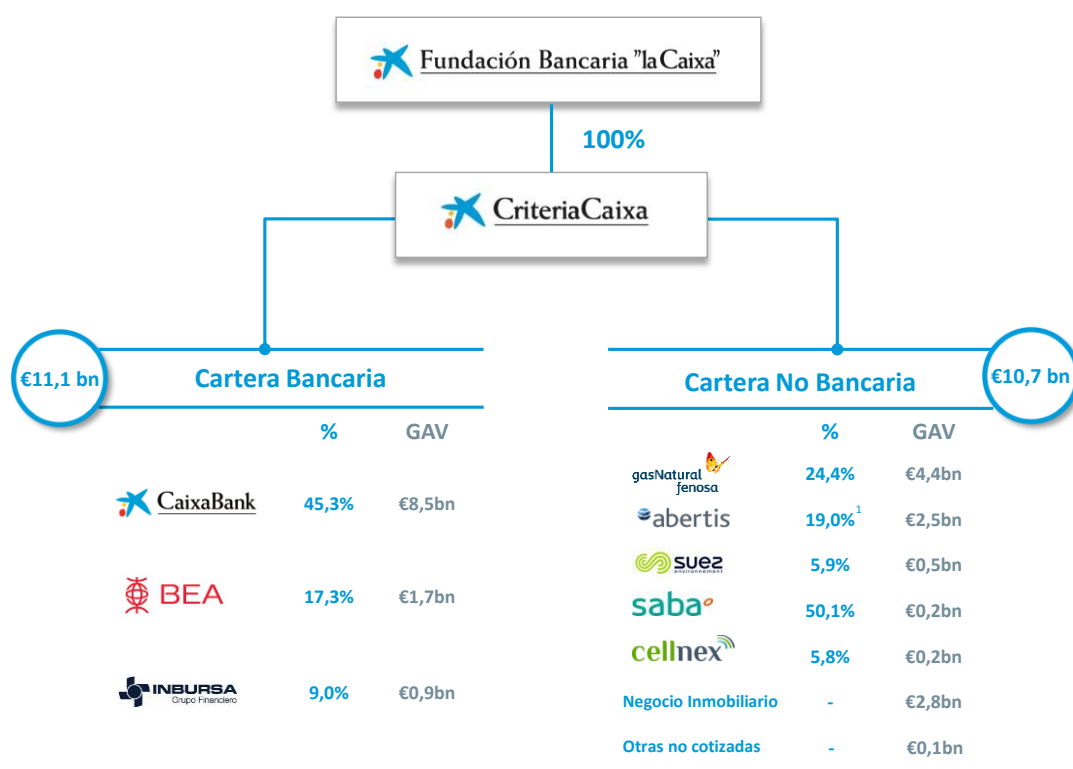 Fundación Bancaria "la Caixa"
100%
CriteriaCaixa
€11,1 bn
Cartera Bancaria
% GAV
CaixaBank 45,3% €8,5bn
BEA 17,3% €1,7bn
INBURSA
Grupo Financiero
9,0% €0,9bn
€10,7 bn
Cartera No Bancaria
% GAV
gasNatural
fenosa
24,4% €4,4bn
abertis 19,0%1 €2,5bn
suez
environnement
5,9% €0,5bn
saba 50,1% €0,2bn
cellnex 5,8% €0,2bn
Negocio Inmobiliario - €2,8bn
Otras no cotizadas - €0,1bn